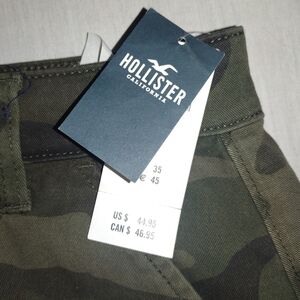 HOLLISTER
CALIFORNIA
35
€ 45
US $ 44.95
CAN $ 46.95